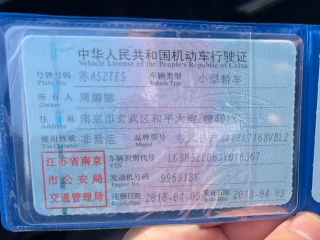 中华人民共和国机动车行驶证
Vehicle License of the People's Republic of China
号牌号码 苏A52TE5 车辆类型 小型轿车
Plate No. Vehicle Type
所有人 周娜娜
Owner
住址 南京市玄武区和平大街
Address
使用性质 非营运 品牌型号
Use Character Model
江苏省南京
市公安局
交通管理局
车辆识别代号
VIN
发动机号码
Engine No.
注册日期 2018-04-09 发证日期 2018-04-09
Register Date Issue Date